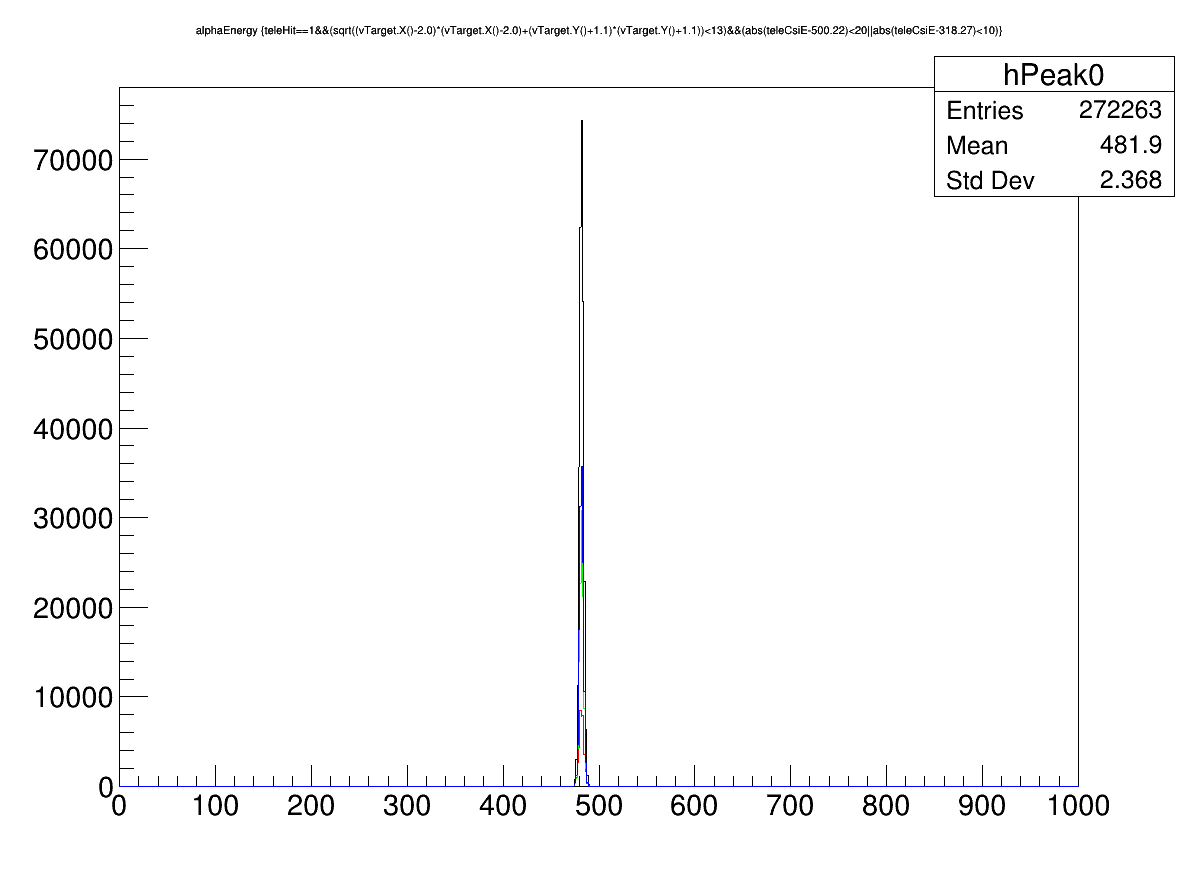 alphaEnergy {teleHit==1&&(sqrt((vTarget.X()-2.0)*(vTarget.X()-2.0)+(vTarget.Y()+1.1)*(vTarget.Y()+1.1))<13)&&(abs(teleCsiE-500.22)<20||abs(teleCsiE-318.27)<10)}
hPeak0
Entries 272263
Mean 481.9
Std Dev 2.368
70000
60000
50000
40000
30000
20000
10000
0
0 100 200 300 400 500 600 700 800 900 1000